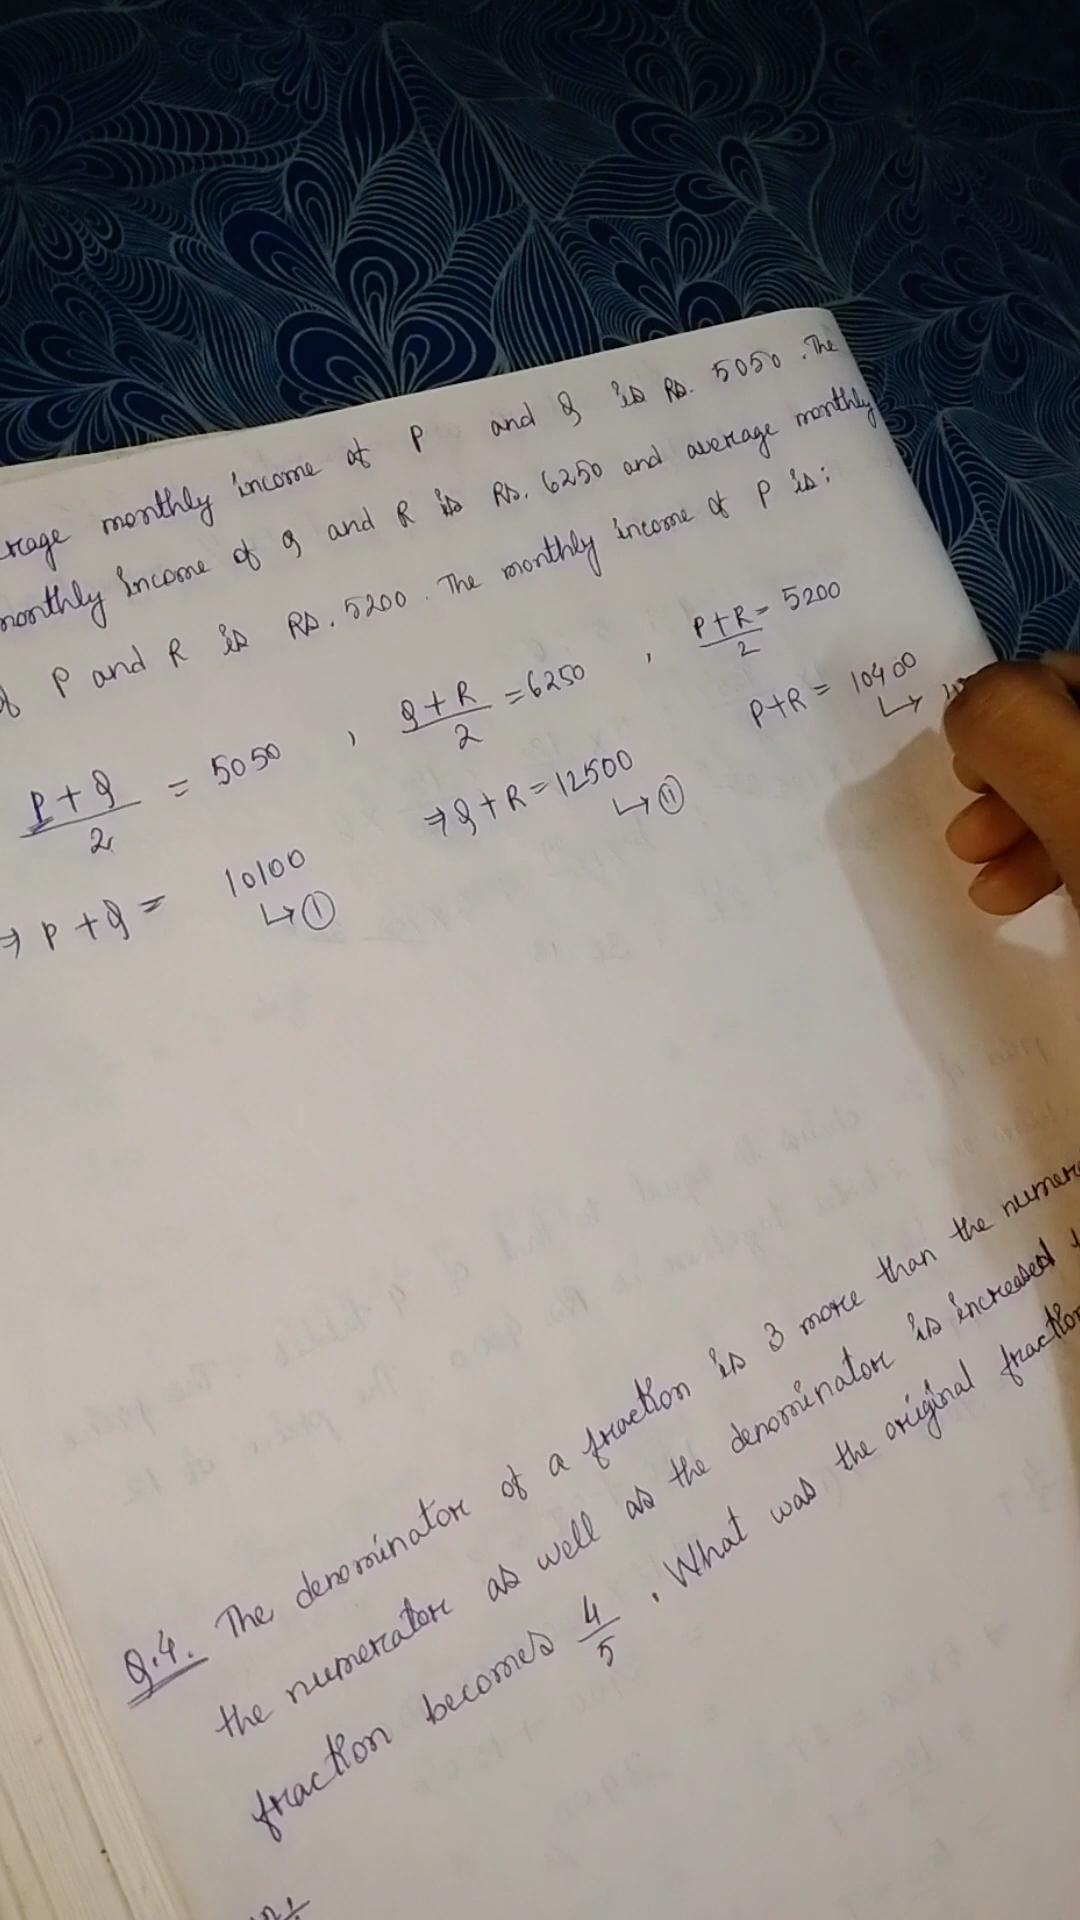 monthly income of P and Q is Rs. 5050. The
monthly income of Q and R is Rs. 6250 and average monthly
of P and R is Rs. 5200. The monthly income of P is:
P+Q/2 = 5050 , Q+R/2 = 6250 , P+R/2 = 5200
⇒ P+Q = 10100 ⇒ Q+R = 12500 P+R = 10400
↳ (1) ↳ (11) ↳
Q.4. The denominator of a fraction is 3 more than the
the numerator as well as the denominator is increased
fraction becomes 4/5. What was the original fraction